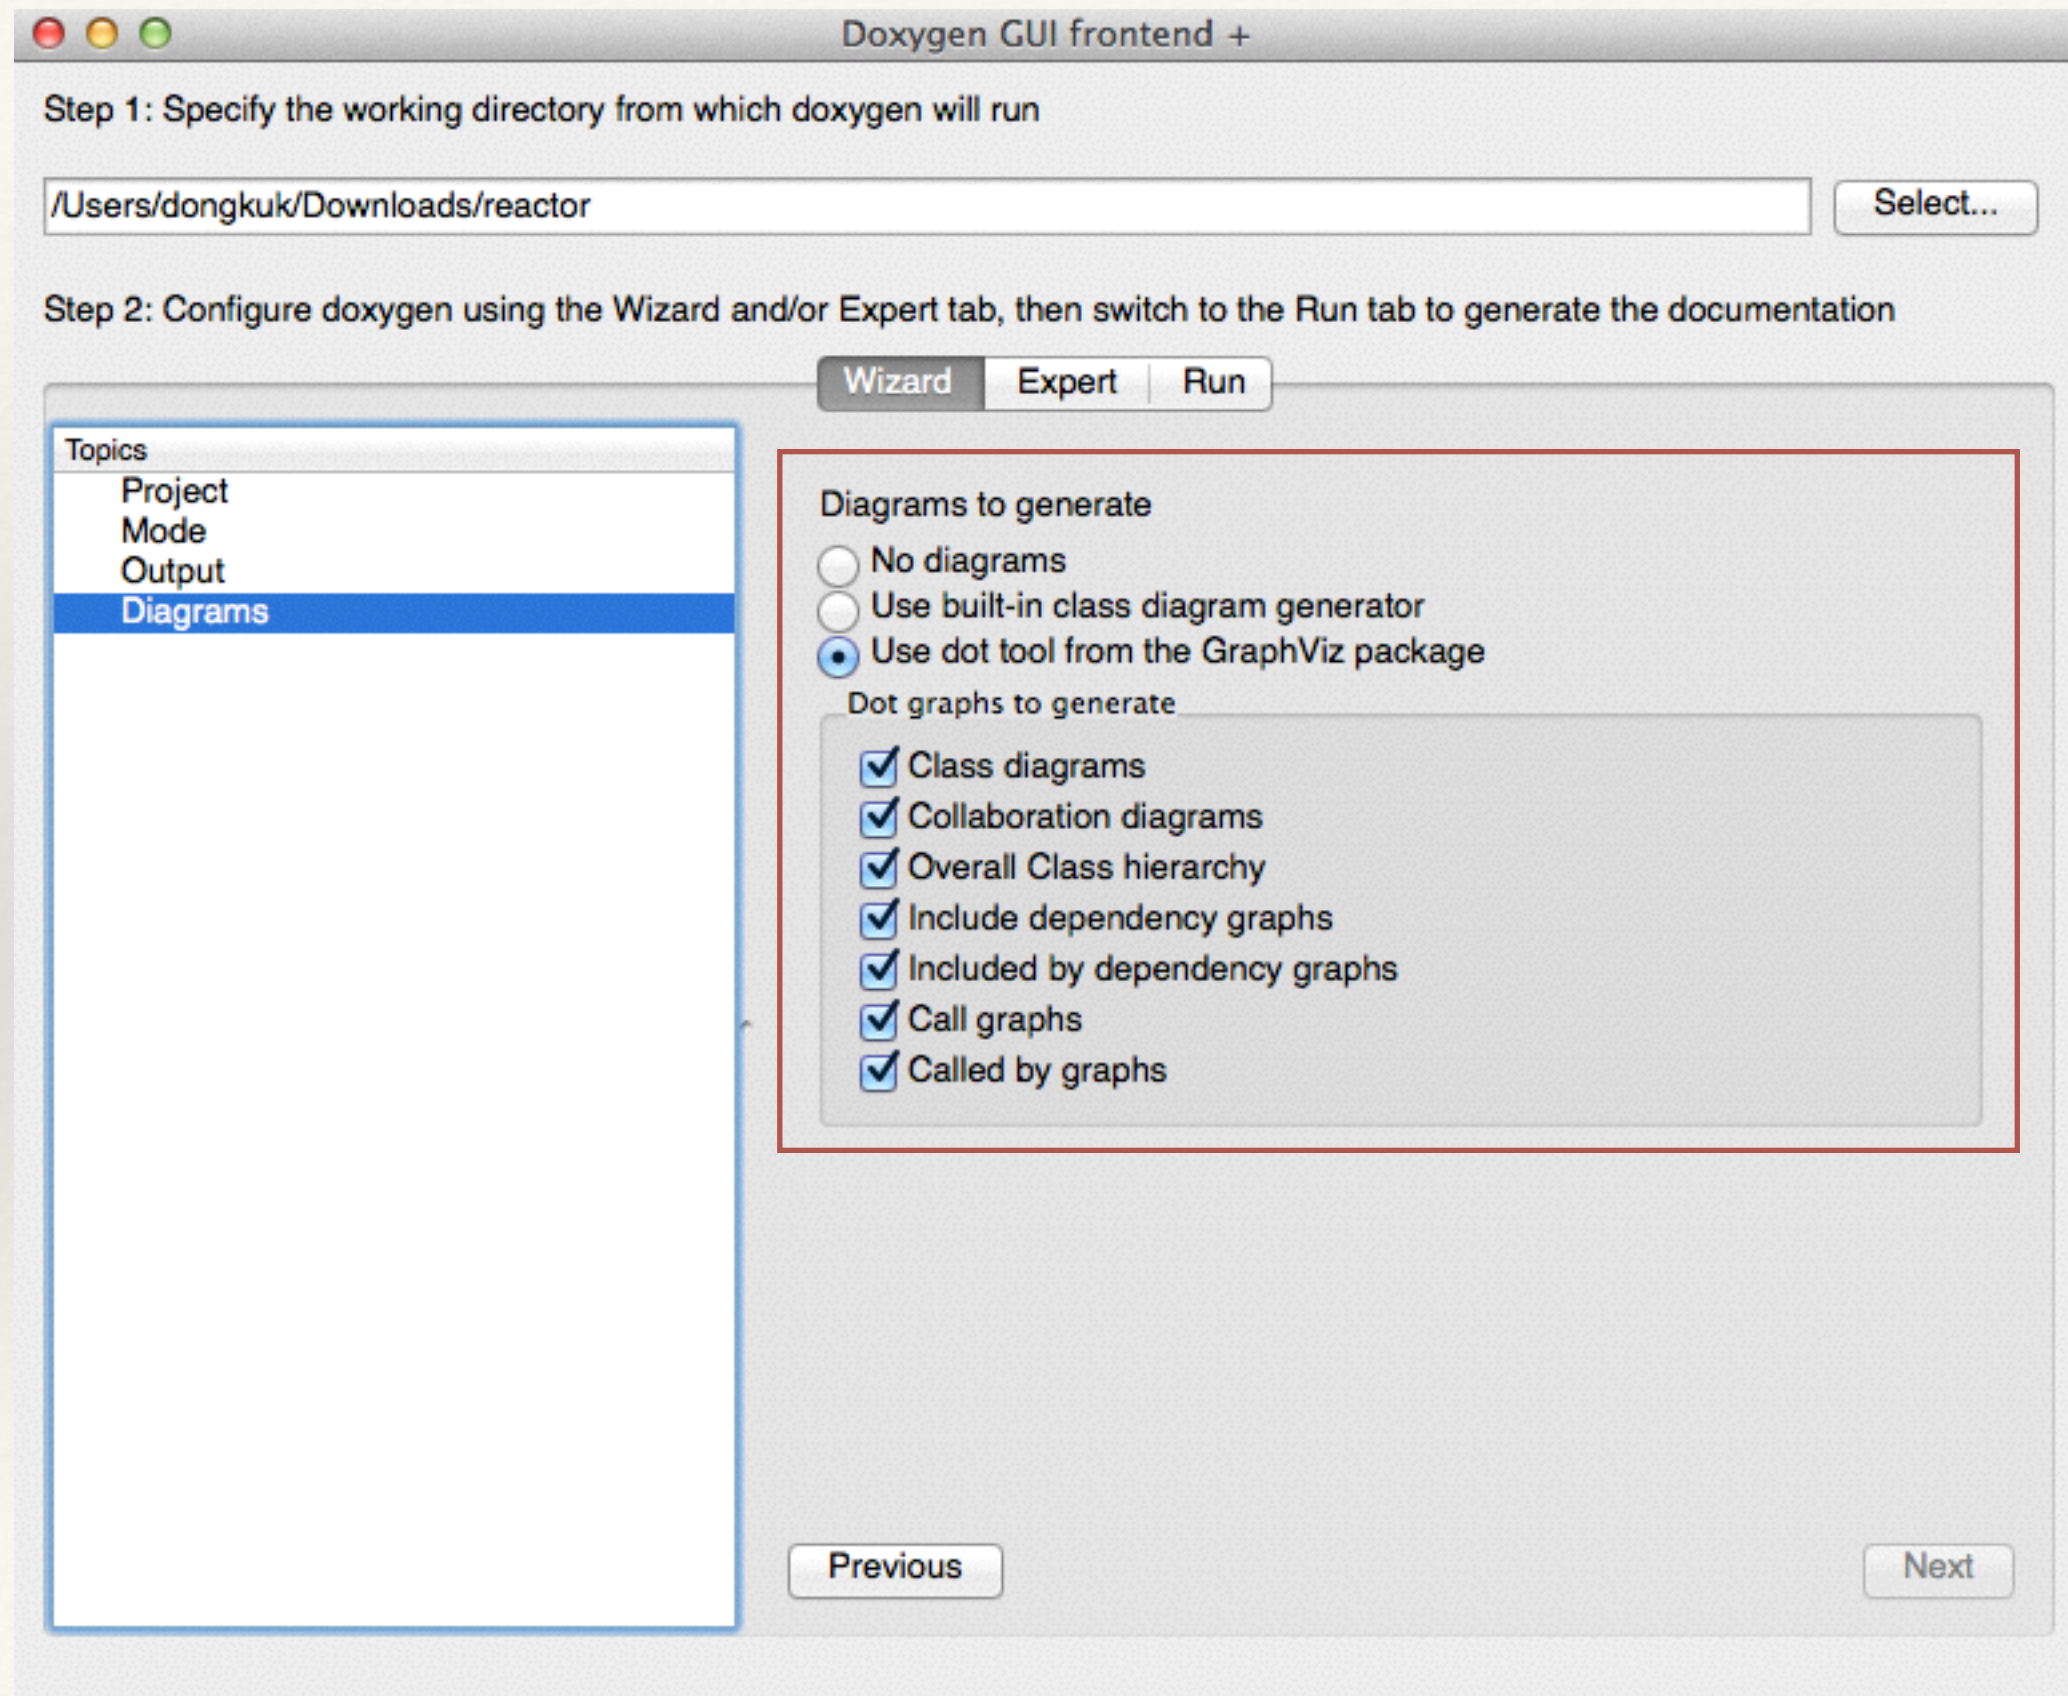 Doxygen GUI frontend +
Step 1: Specify the working directory from which doxygen will run
/Users/dongkuk/Downloads/reactor
Select...
Step 2: Configure doxygen using the Wizard and/or Expert tab, then switch to the Run tab to generate the documentation
Wizard Expert Run
Topics
Project
Mode
Output
Diagrams
Diagrams to generate
No diagrams
Use built-in class diagram generator
Use dot tool from the GraphViz package
Dot graphs to generate
Class diagrams
Collaboration diagrams
Overall Class hierarchy
Include dependency graphs
Included by dependency graphs
Call graphs
Called by graphs
Previous
Next